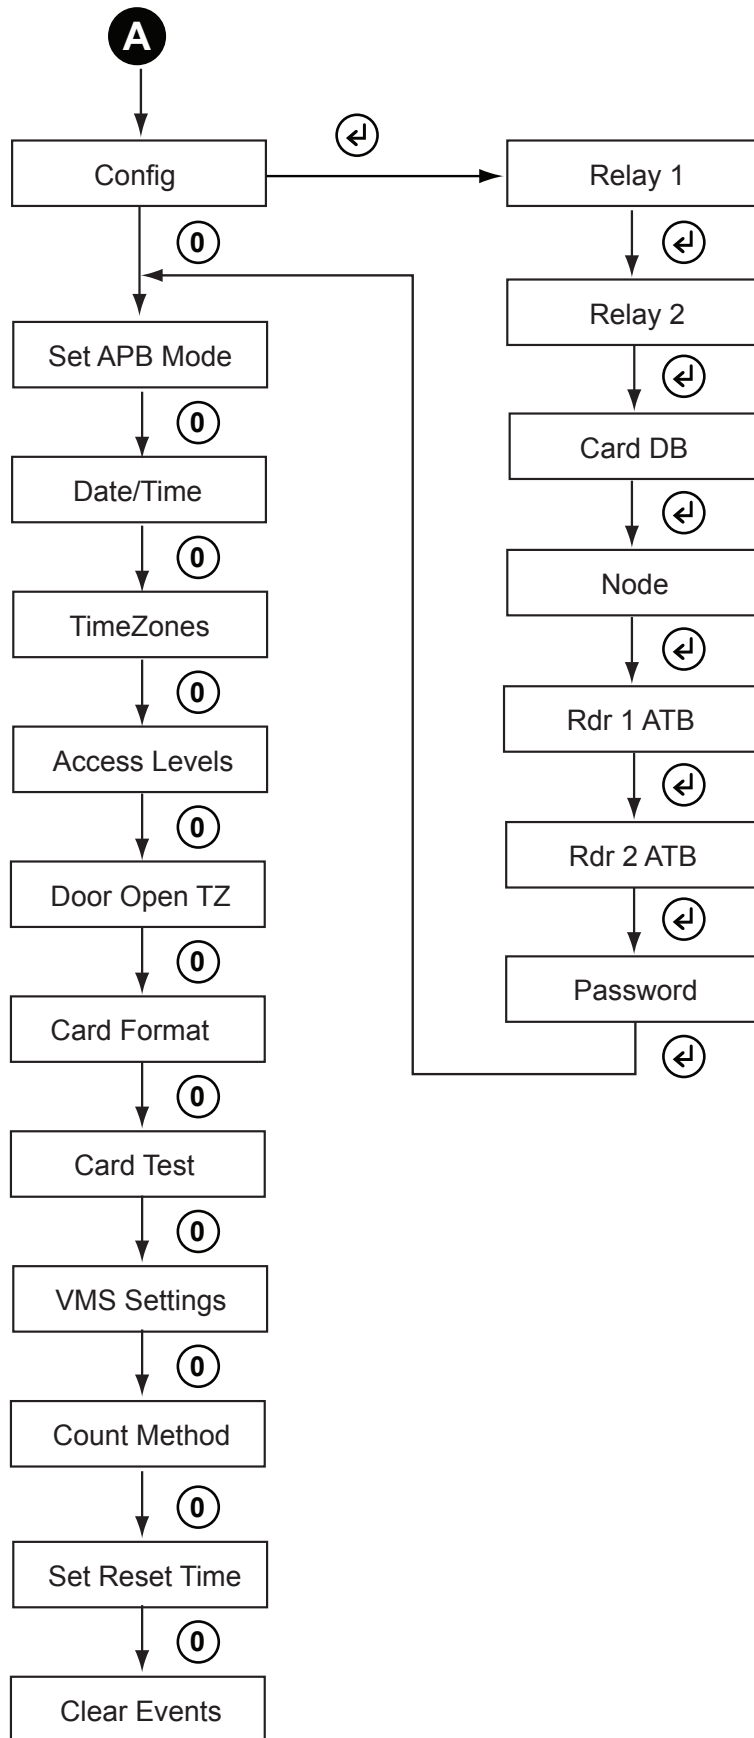 A
Config
↵
Relay 1
0
↵
Set APB Mode
Relay 2
0
↵
Date/Time
Card DB
0
↵
TimeZones
Node
0
↵
Access Levels
Rdr 1 ATB
0
↵
Door Open TZ
Rdr 2 ATB
0
↵
Card Format
Password
0
↵
Card Test
0
VMS Settings
0
Count Method
0
Set Reset Time
0
Clear Events